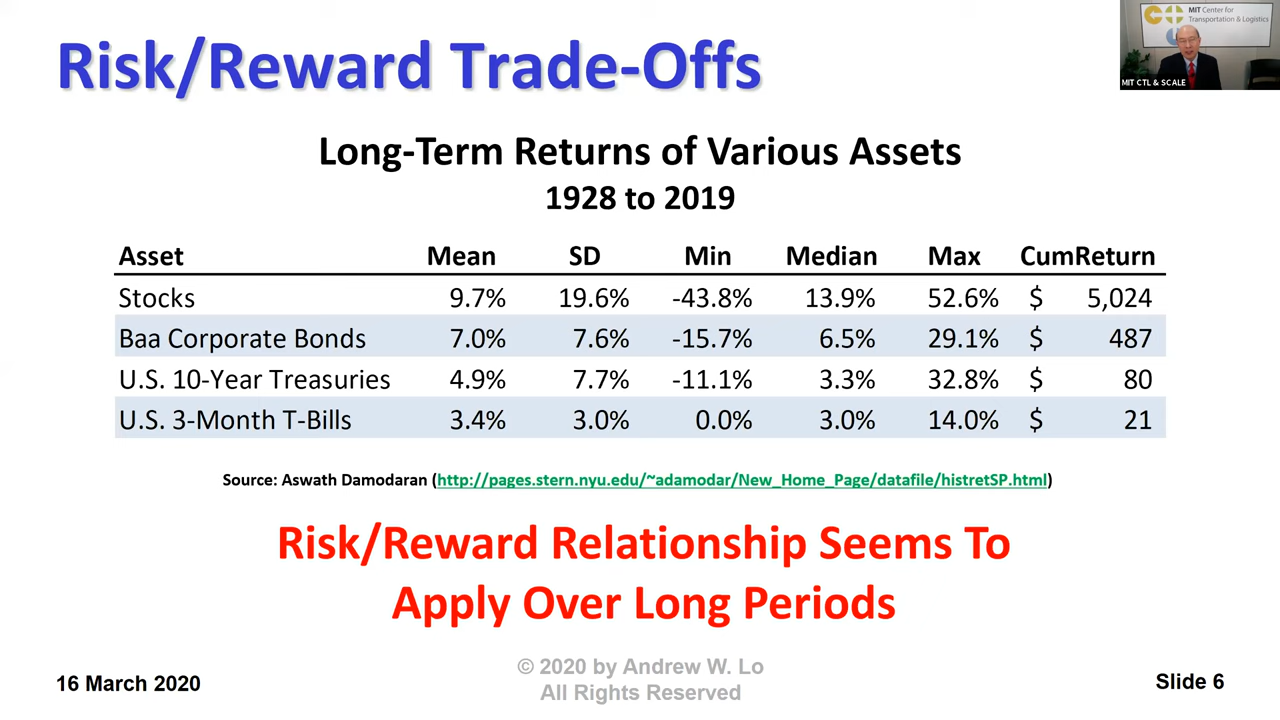 Risk/Reward Trade-Offs
MIT Center for
Transportation & Logistics
MIT CTL & SCALE
Long-Term Returns of Various Assets
1928 to 2019
Asset Mean SD Min Median Max CumReturn
Stocks 9.7% 19.6% -43.8% 13.9% 52.6% $ 5,024
Baa Corporate Bonds 7.0% 7.6% -15.7% 6.5% 29.1% $ 487
U.S. 10-Year Treasuries 4.9% 7.7% -11.1% 3.3% 32.8% $ 80
U.S. 3-Month T-Bills 3.4% 3.0% 0.0% 3.0% 14.0% $ 21
Source: Aswath Damodaran (http://pages.stern.nyu.edu/~adamodar/New_Home_Page/datafile/histretSP.html)
Risk/Reward Relationship Seems To
Apply Over Long Periods
16 March 2020
© 2020 by Andrew W. Lo
All Rights Reserved
Slide 6